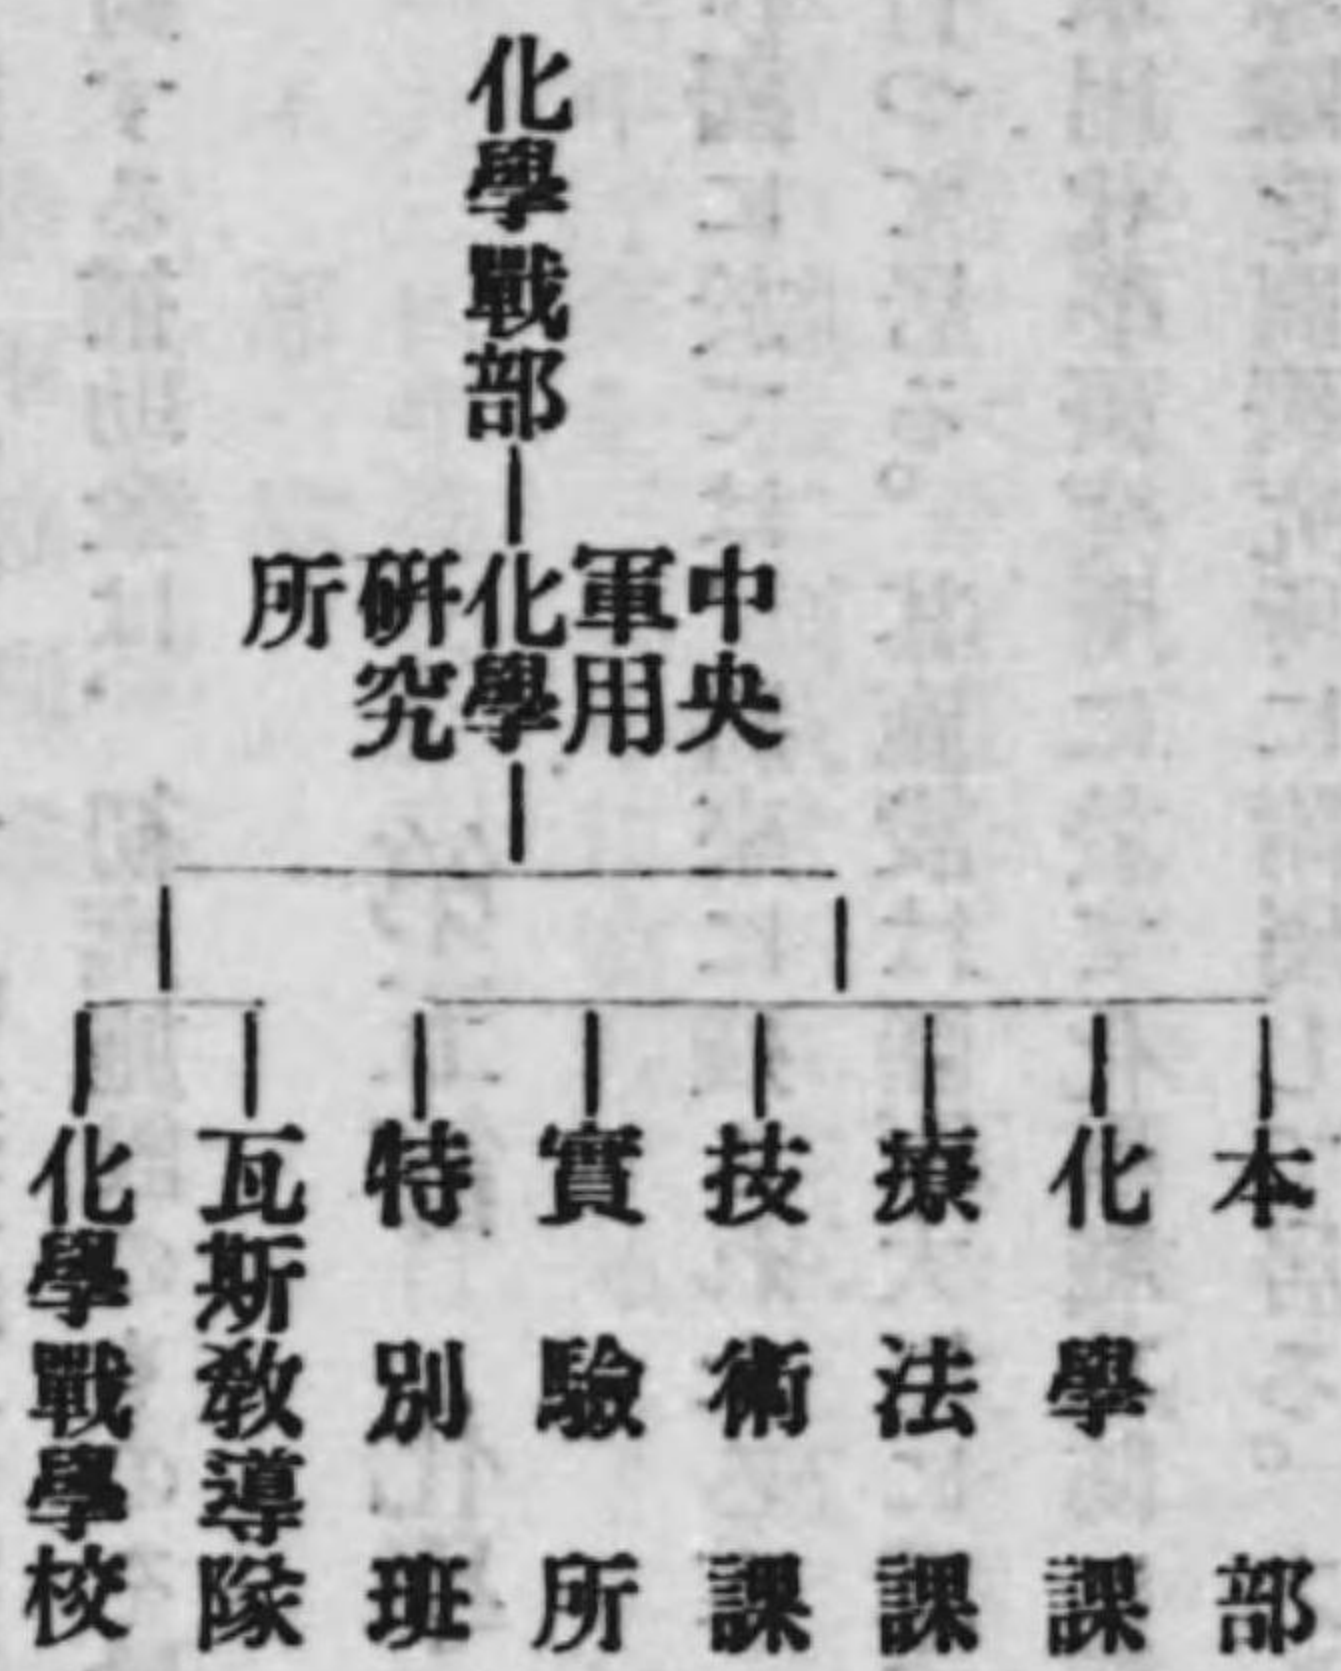 化學戰部
中央
軍用
化學
研究
所
本部
化學課
療法課
技術課
實驗所
特別班
瓦斯教導隊
化學戰學校